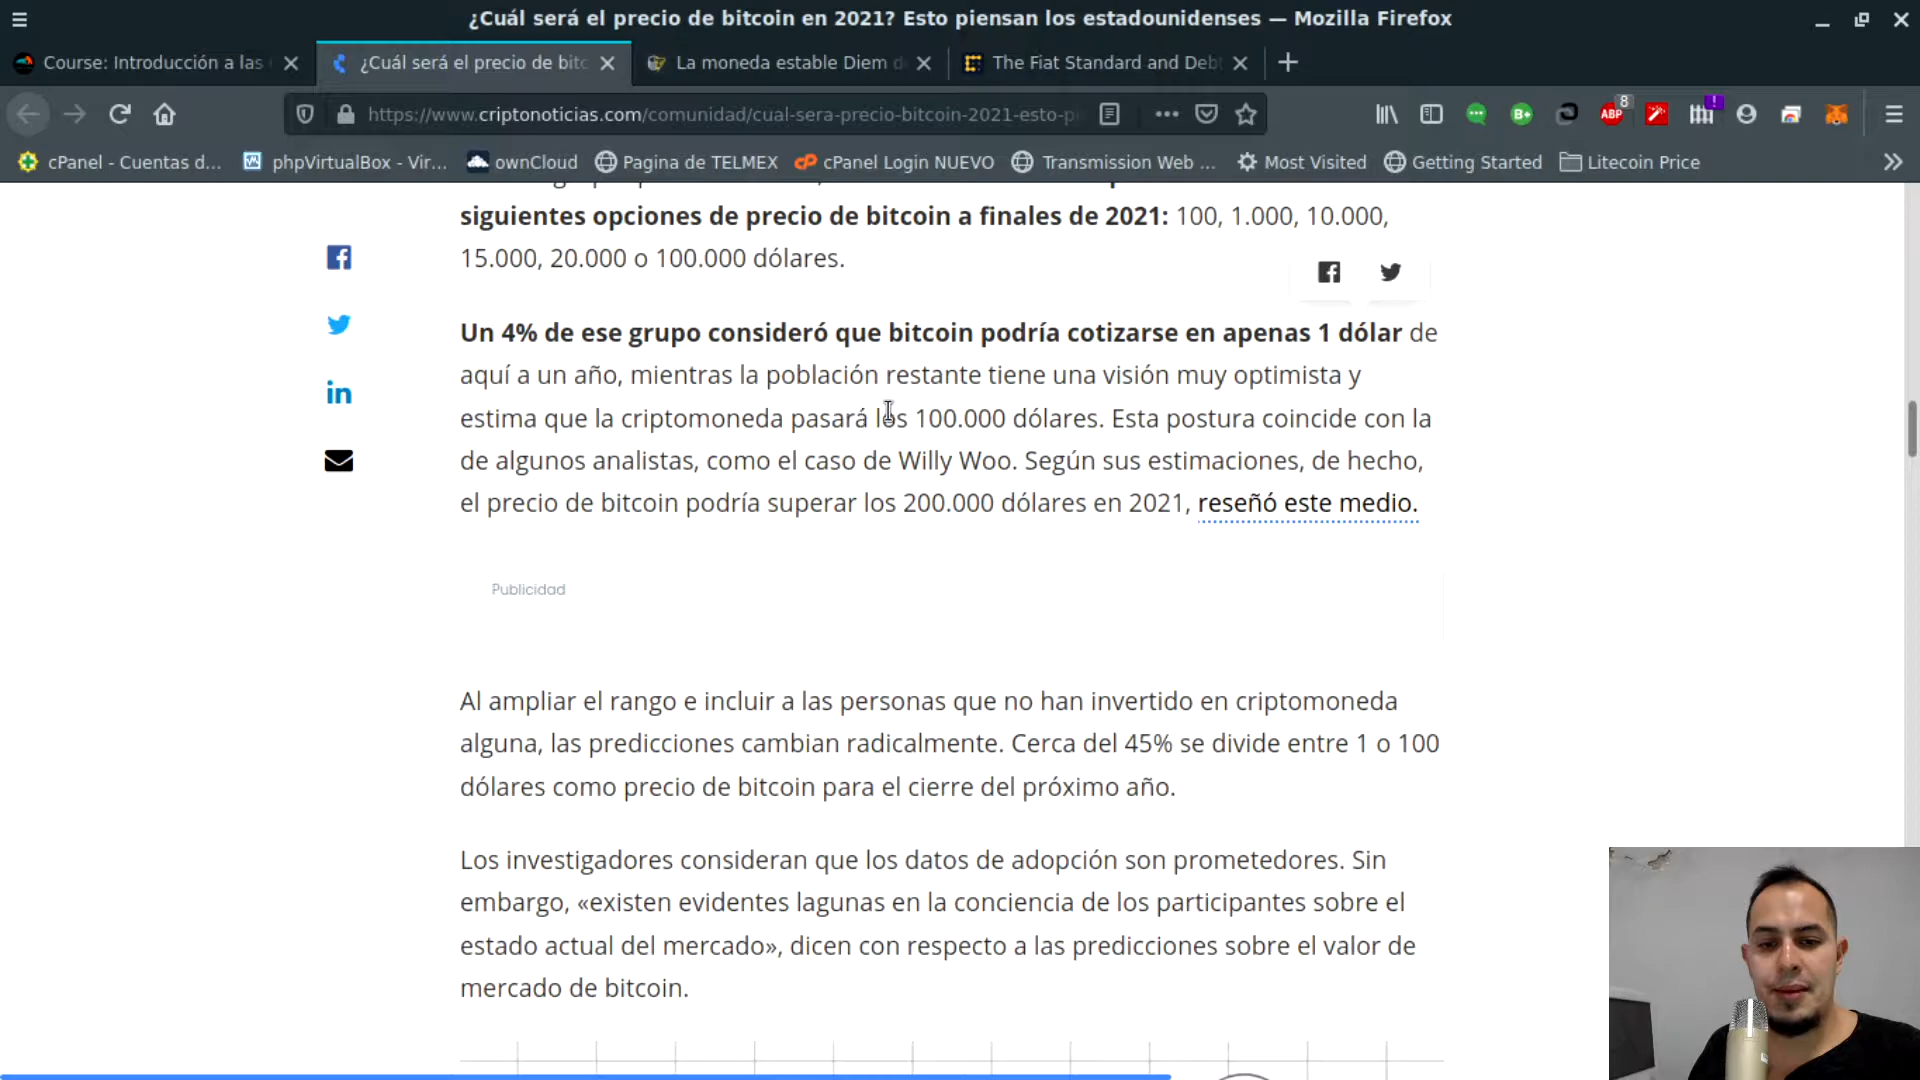 ¿Cuál será el precio de bitcoin en 2021? Esto piensan los estadounidenses — Mozilla Firefox
Course: Introducción a las
¿Cuál será el precio de bitc
La moneda estable Diem d
The Fiat Standard and Deb
https://www.criptonoticias.com/comunidad/cual-sera-precio-bitcoin-2021-esto-p
8
ABP
B+
!
cPanel - Cuentas d...
phpVirtualBox - Vir...
ownCloud
Pagina de TELMEX
cPanel Login NUEVO
Transmission Web ...
Most Visited
Getting Started
Litecoin Price
siguientes opciones de precio de bitcoin a finales de 2021: 100, 1.000, 10.000,
15.000, 20.000 o 100.000 dólares.
Un 4% de ese grupo consideró que bitcoin podría cotizarse en apenas 1 dólar de
aquí a un año, mientras la población restante tiene una visión muy optimista y
estima que la criptomoneda pasará los 100.000 dólares. Esta postura coincide con la
de algunos analistas, como el caso de Willy Woo. Según sus estimaciones, de hecho,
el precio de bitcoin podría superar los 200.000 dólares en 2021, reseñó este medio.
Publicidad
Al ampliar el rango e incluir a las personas que no han invertido en criptomoneda
alguna, las predicciones cambian radicalmente. Cerca del 45% se divide entre 1 o 100
dólares como precio de bitcoin para el cierre del próximo año.
Los investigadores consideran que los datos de adopción son prometedores. Sin
embargo, «existen evidentes lagunas en la conciencia de los participantes sobre el
estado actual del mercado», dicen con respecto a las predicciones sobre el valor de
mercado de bitcoin.